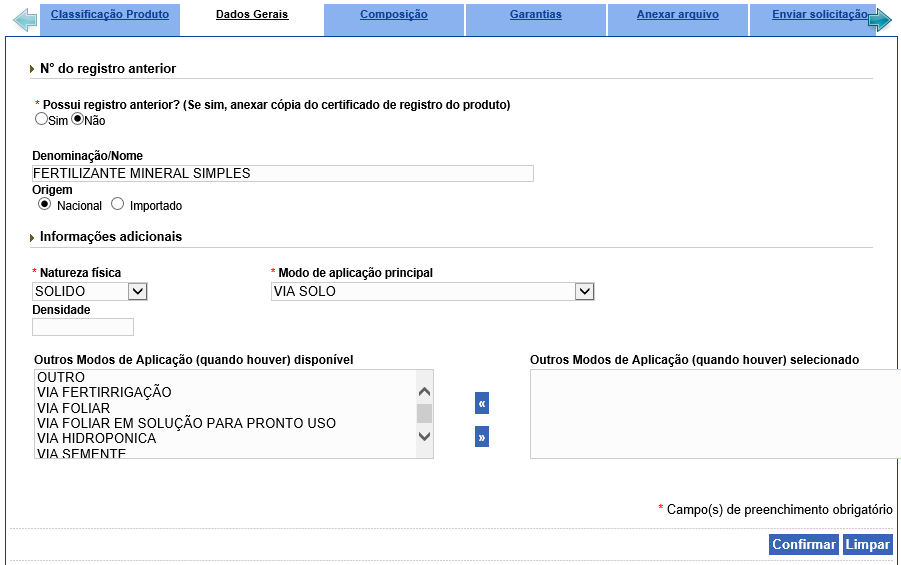 Classificação Produto Dados Gerais Composição Garantias Anexar arquivo Enviar solicitação
N° do registro anterior
* Possui registro anterior? (Se sim, anexar cópia do certificado de registro do produto)
Sim Não
Denominação/Nome
FERTILIZANTE MINERAL SIMPLES
Origem
Nacional Importado
Informações adicionais
* Natureza física * Modo de aplicação principal
SOLIDO VIA SOLO
Densidade
Outros Modos de Aplicação (quando houver) disponível Outros Modos de Aplicação (quando houver) selecionado
OUTRO
VIA FERTIRRIGAÇÃO
VIA FOLIAR
«
VIA FOLIAR EM SOLUÇÃO PARA PRONTO USO
VIA HIDROPONICA
»
VIA SEMENTE
* Campo(s) de preenchimento obrigatório
Confirmar Limpar